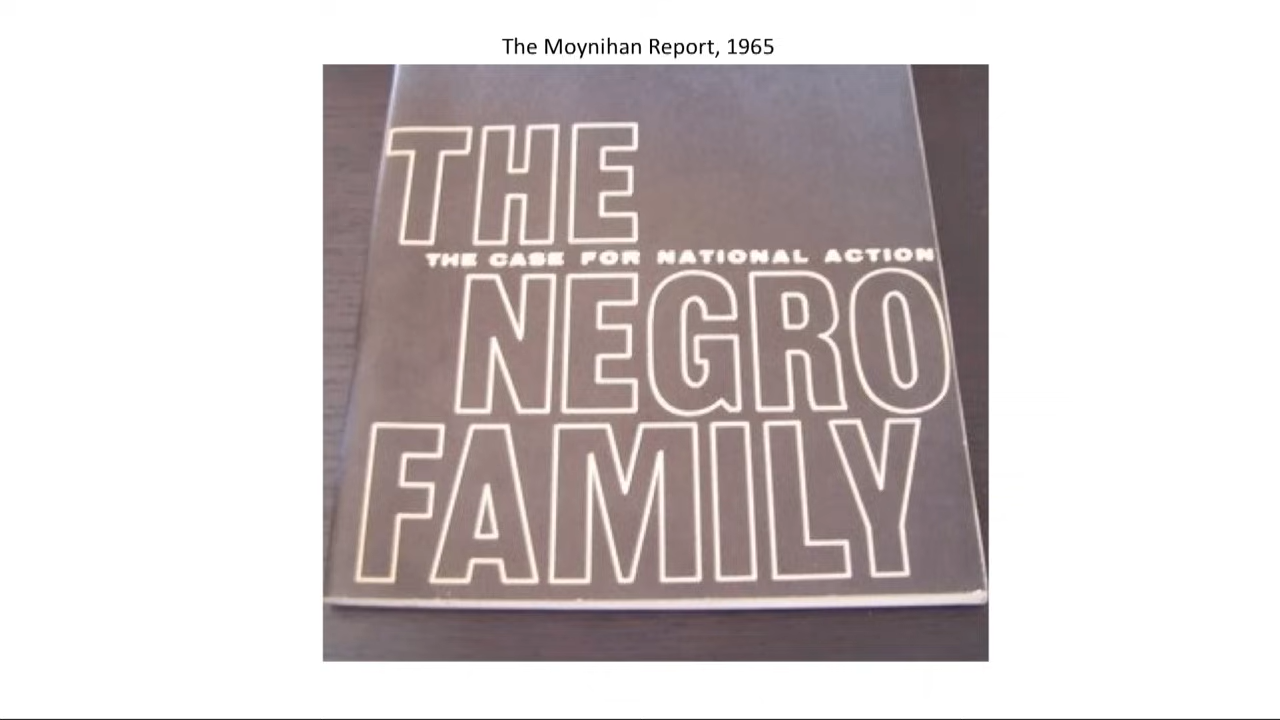 The Moynihan Report, 1965
THE
THE CASE FOR NATIONAL ACTION
NEGRO
FAMILY